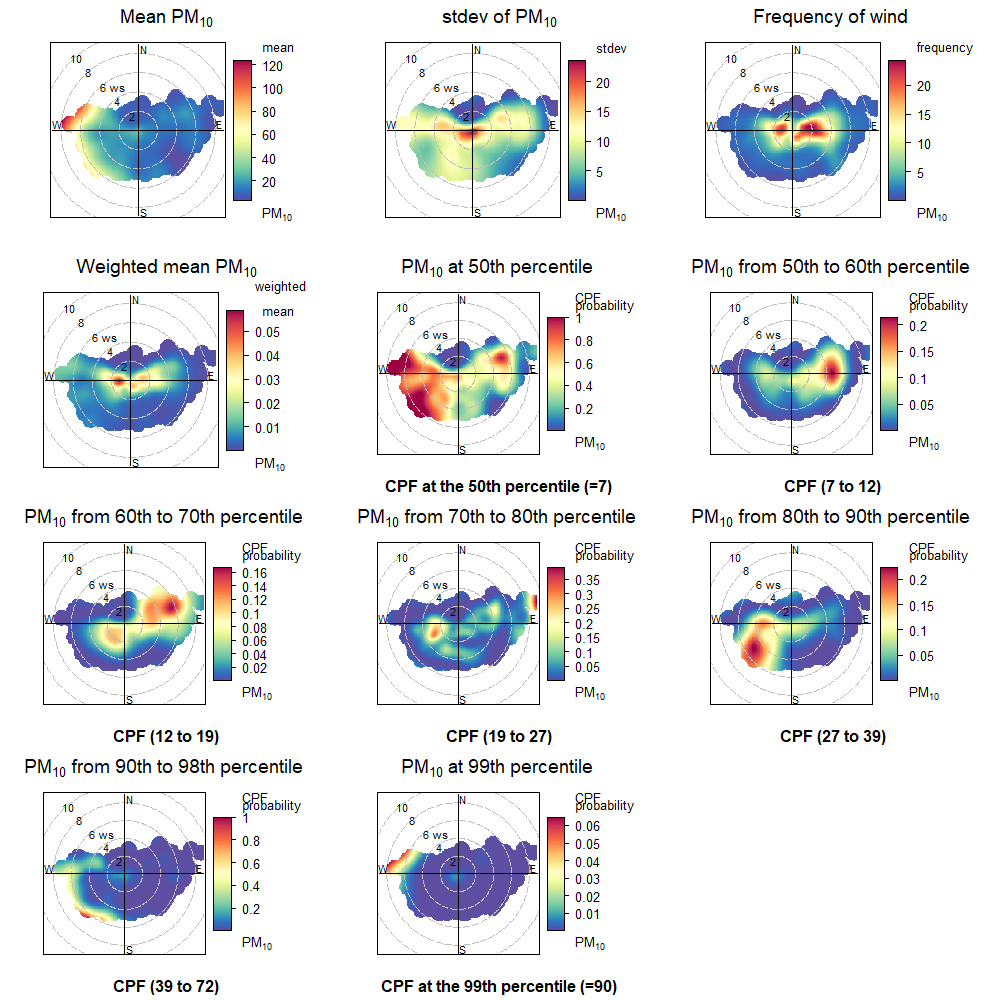 Mean PM10
N
10
8
6 ws
4
2
W
E
S
mean
120
100
80
60
40
20
PM10
stdev of PM10
N
10
8
6 ws
4
2
W
E
S
stdev
20
15
10
5
PM10
Frequency of wind
N
10
8
6 ws
4
2
W
E
S
frequency
20
15
10
5
PM10
Weighted mean PM10
N
10
8
6 ws
4
2
W
E
S
weighted
mean
0.05
0.04
0.03
0.02
0.01
PM10
PM10 at 50th percentile
N
10
8
6 ws
4
2
W
E
S
CPF
probability
1
0.8
0.6
0.4
0.2
PM10
CPF at the 50th percentile (=7)
PM10 from 50th to 60th percentile
N
10
8
6 ws
4
2
W
E
S
CPF
probability
0.2
0.15
0.1
0.05
PM10
CPF (7 to 12)
PM10 from 60th to 70th percentile
N
10
8
6 ws
4
2
W
E
S
CPF
probability
0.16
0.14
0.12
0.1
0.08
0.06
0.04
0.02
PM10
CPF (12 to 19)
PM10 from 70th to 80th percentile
N
10
8
6 ws
4
2
W
E
S
CPF
probability
0.35
0.3
0.25
0.2
0.15
0.1
0.05
PM10
CPF (19 to 27)
PM10 from 80th to 90th percentile
N
10
8
6 ws
4
2
W
E
S
CPF
probability
0.2
0.15
0.1
0.05
PM10
CPF (27 to 39)
PM10 from 90th to 98th percentile
N
10
8
6 ws
4
2
W
E
S
CPF
probability
1
0.8
0.6
0.4
0.2
PM10
CPF (39 to 72)
PM10 at 99th percentile
N
10
8
6 ws
4
2
W
E
S
CPF
probability
0.06
0.05
0.04
0.03
0.02
0.01
PM10
CPF at the 99th percentile (=90)